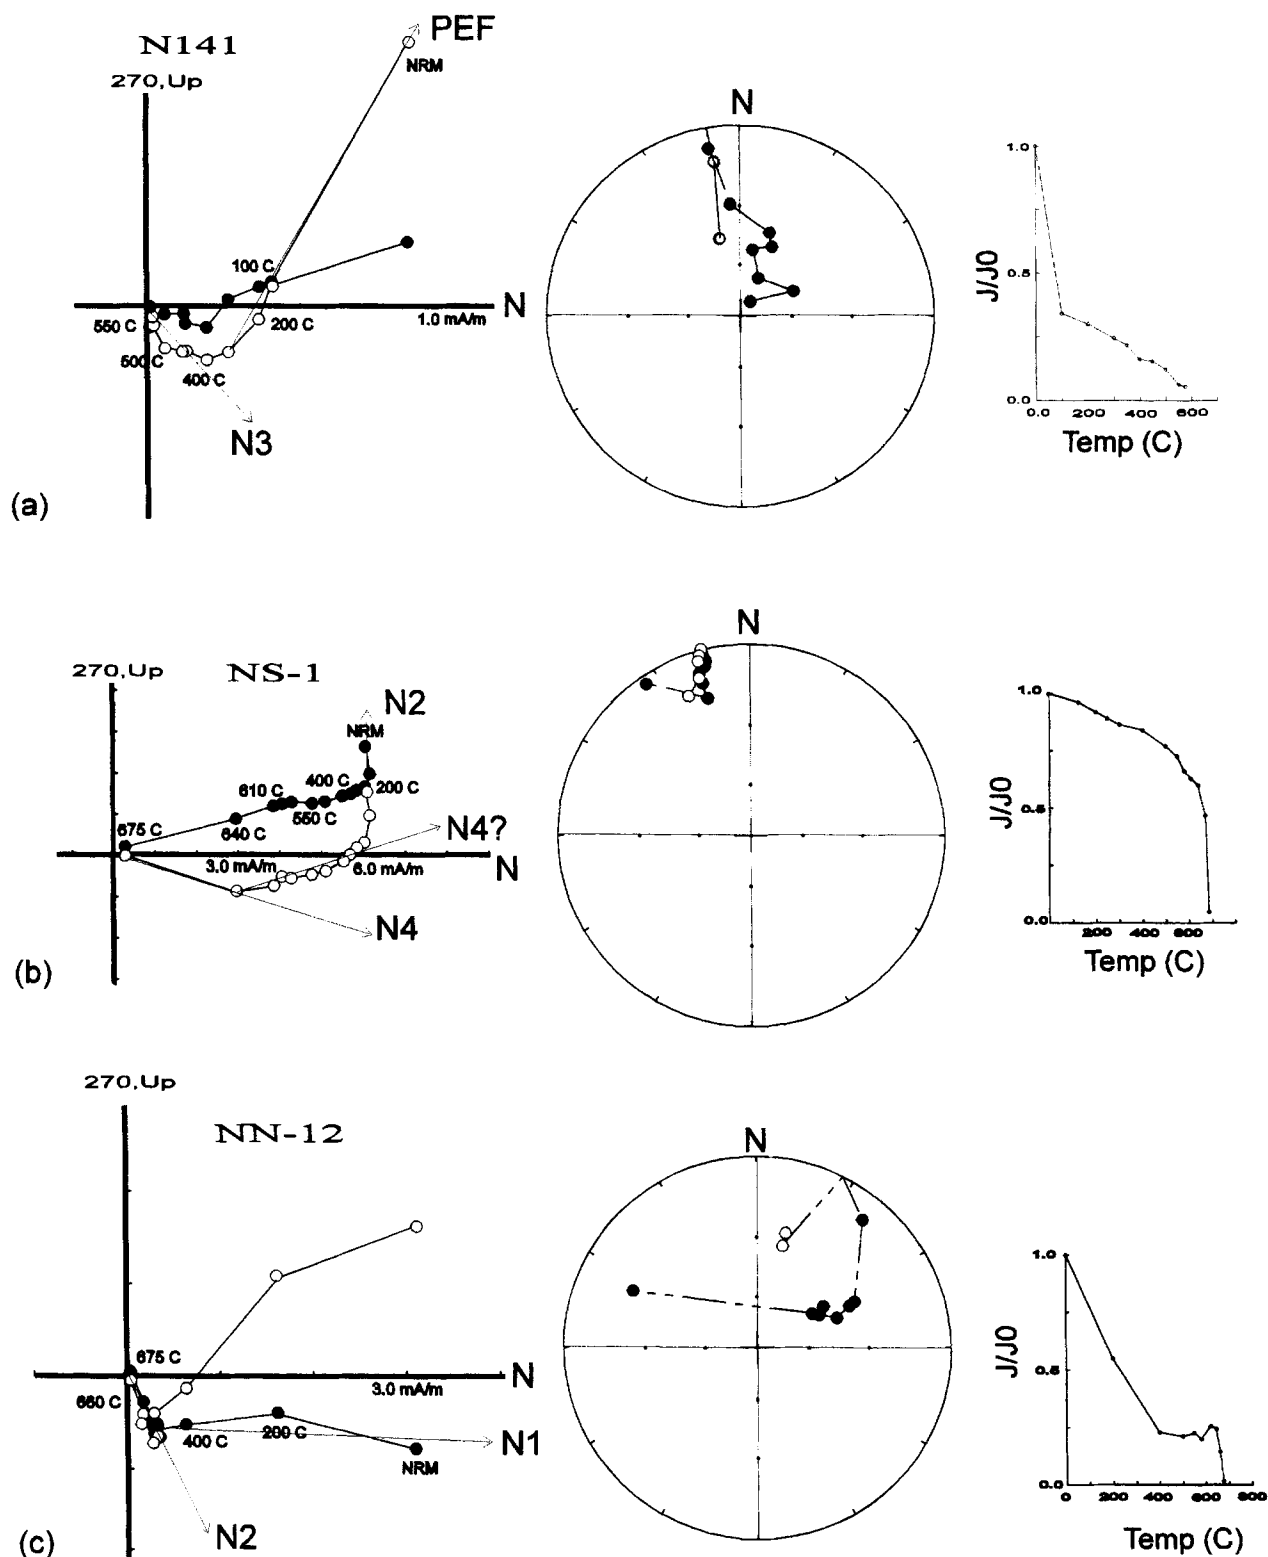 N141
270,Up
PEF
NRM
100 C
N
1.0 mA/m
550 C
200 C
500 C
400 C
N3
(a)
N
J/J0
1.0
0.5
0.0
0.0 200 400 600
Temp (C)
270,Up
NS-1
N2
NRM
610 C
400 C
200 C
550 C
675 C
640 C
N4?
3.0 mA/m
6.0 mA/m
N
N4
(b)
N
J/J0
1.0
0.5
0.0
200 400 600
Temp (C)
270,Up
NN-12
675 C
N
3.0 mA/m
660 C
400 C
200 C
N1
NRM
N2
(c)
N
J/J0
1.0
0.5
0.0
0 200 400 600 800
Temp (C)